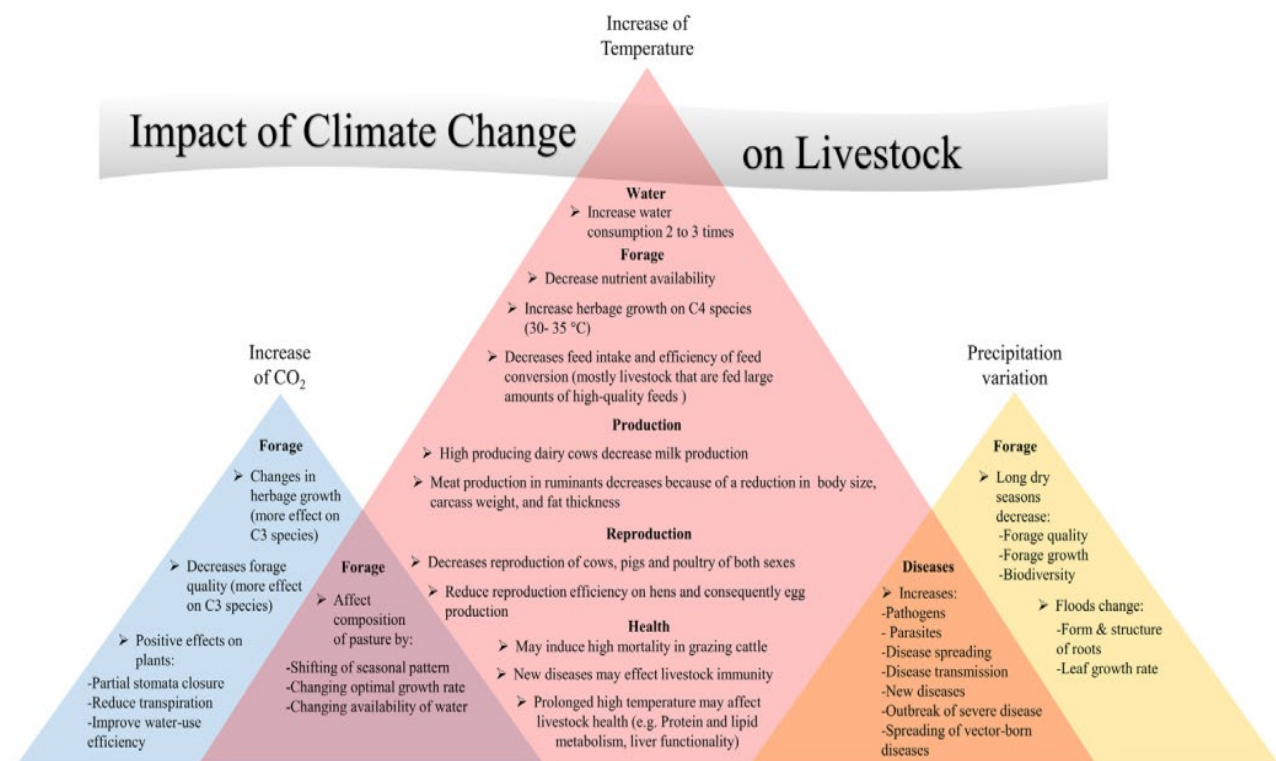 Increase of
Temperature
Impact of Climate Change
on Livestock
Water
➢ Increase water
consumption 2 to 3 times
Forage
➢ Decrease nutrient availability
➢ Increase herbage growth on C4 species
(30- 35 °C)
➢ Decreases feed intake and efficiency of feed
conversion (mostly livestock that are fed large
amounts of high-quality feeds )
Production
➢ High producing dairy cows decrease milk production
➢ Meat production in ruminants decreases because of a reduction in body size,
carcass weight, and fat thickness
Reproduction
➢ Decreases reproduction of cows, pigs and poultry of both sexes
➢ Reduce reproduction efficiency on hens and consequently egg
production
Health
➢ May induce high mortality in grazing cattle
➢ New diseases may effect livestock immunity
➢ Prolonged high temperature may affect
livestock health (e.g. Protein and lipid
metabolism, liver functionality)
Increase
of CO₂
Forage
➢ Changes in
herbage growth
(more effect on
C3 species)
➢ Decreases forage
quality (more effect
on C3 species)
➢ Positive effects on
plants:
-Partial stomata closure
-Reduce transpiration
-Improve water-use
efficiency
Forage
➢ Affect
composition
of pasture by:
-Shifting of seasonal pattern
-Changing optimal growth rate
-Changing availability of water
Precipitation
variation
Forage
➢ Long dry
seasons
decrease:
-Forage quality
-Forage growth
-Biodiversity
➢ Floods change:
-Form & structure
of roots
-Leaf growth rate
Diseases
➢ Increases:
-Pathogens
- Parasites
-Disease spreading
-Disease transmission
-New diseases
-Outbreak of severe disease
-Spreading of vector-born
diseases